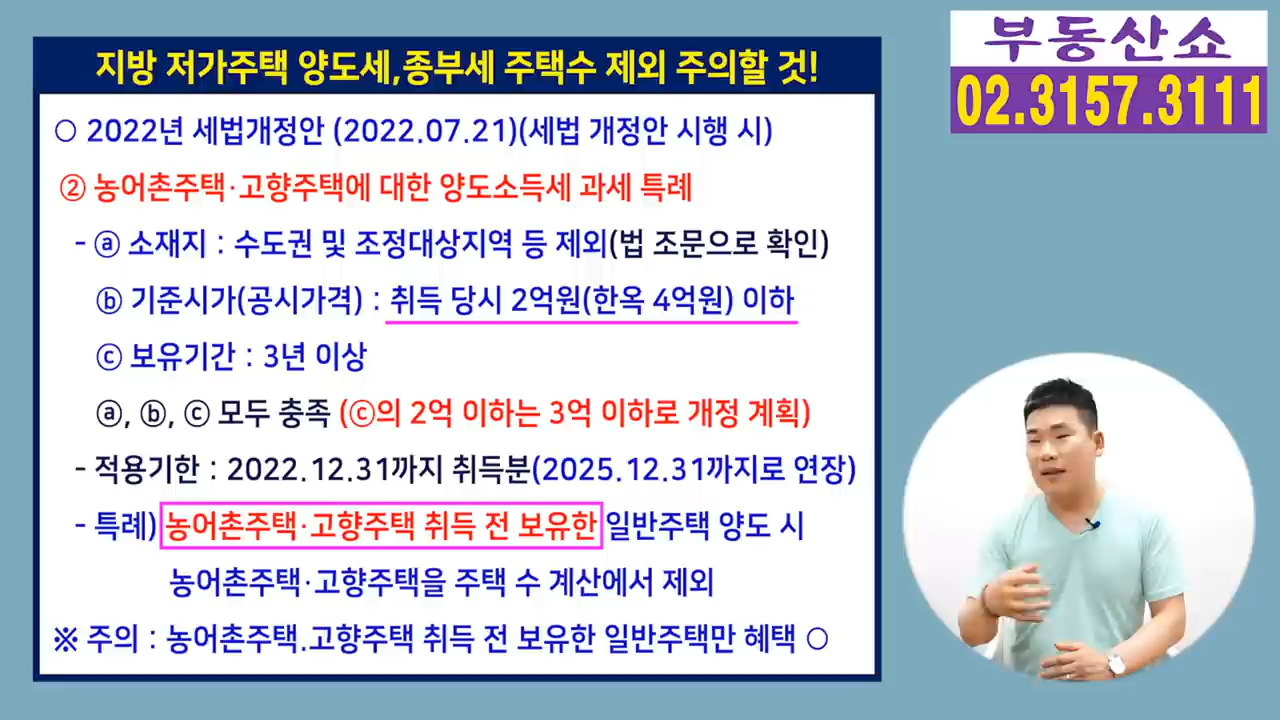 지방 저가주택 양도세,종부세 주택수 제외 주의할 것!
○ 2022년 세법개정안 (2022.07.21)(세법 개정안 시행 시)
② 농어촌주택·고향주택에 대한 양도소득세 과세 특례
- ⓐ 소재지 : 수도권 및 조정대상지역 등 제외(법 조문으로 확인)
ⓑ 기준시가(공시가격) : 취득 당시 2억원(한옥 4억원) 이하
ⓒ 보유기간 : 3년 이상
ⓐ, ⓑ, ⓒ 모두 충족 (ⓒ의 2억 이하는 3억 이하로 개정 계획)
- 적용기한 : 2022.12.31까지 취득분(2025.12.31까지로 연장)
- 특례) 농어촌주택·고향주택 취득 전 보유한 일반주택 양도 시
농어촌주택·고향주택을 주택 수 계산에서 제외
※ 주의 : 농어촌주택.고향주택 취득 전 보유한 일반주택만 혜택 ○
부동산쇼
02.3157.3111